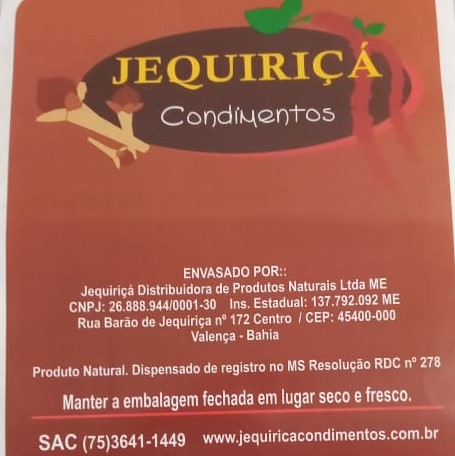 JEQUIRIÇÁ
Condimentos
ENVASADO POR::
Jequiriçá Distribuidora de Produtos Naturais Ltda ME
CNPJ: 26.888.944/0001-30 Ins. Estadual: 137.792.092 ME
Rua Barão de Jequiriça nº 172 Centro / CEP: 45400-000
Valença - Bahia
Produto Natural. Dispensado de registro no MS Resolução RDC nº 278
Manter a embalagem fechada em lugar seco e fresco.
SAC (75)3641-1449 www.jequiricacondimentos.com.br